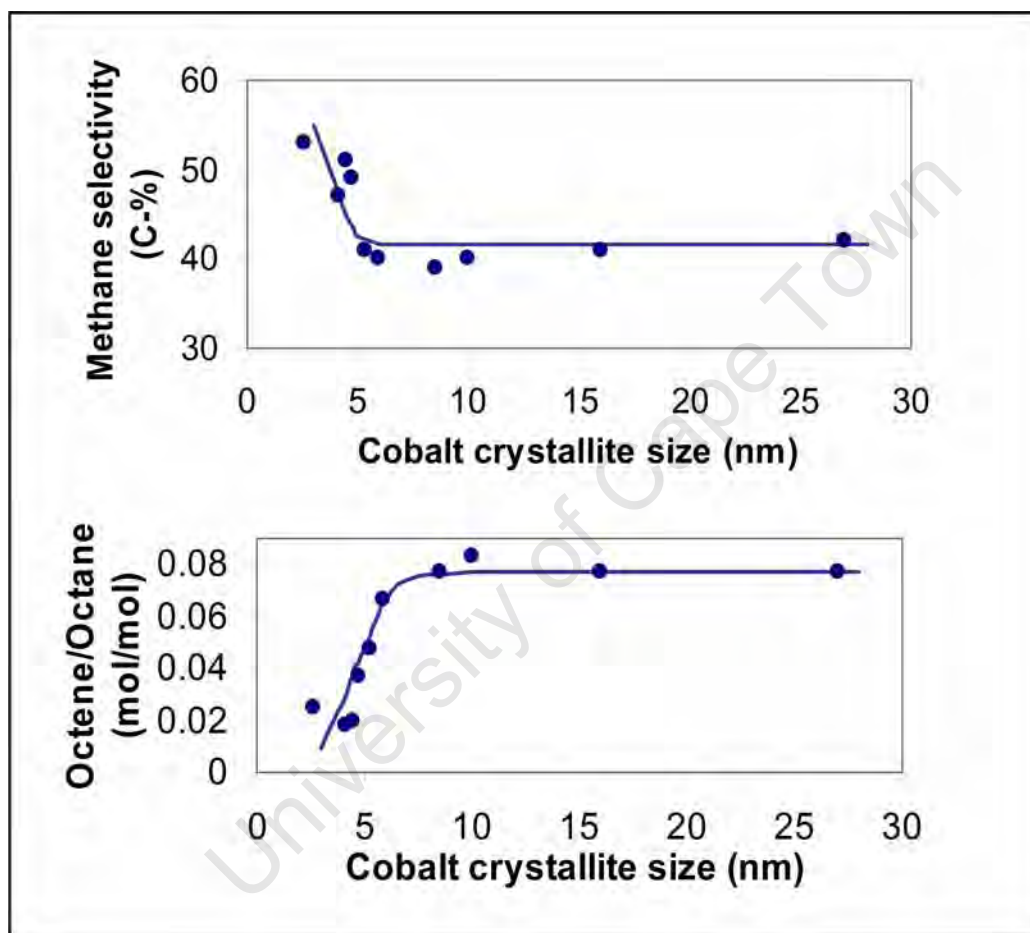 Methane selectivity
(C-%)
60
50
40
30
0 5 10 15 20 25 30
Cobalt crystallite size (nm)
Octene/Octane
(mol/mol)
0.08
0.06
0.04
0.02
0
0 5 10 15 20 25 30
Cobalt crystallite size (nm)
University of Cape Town